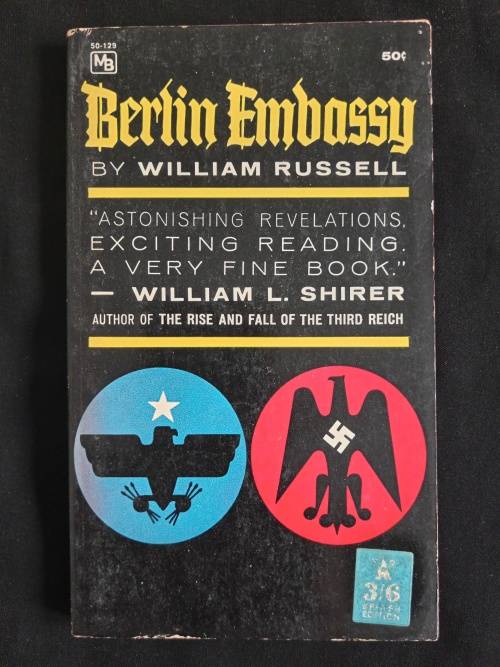 50-129
MB
50¢
Berlin Embassy
BY WILLIAM RUSSELL
“ASTONISHING REVELATIONS,
EXCITING READING.
A VERY FINE BOOK.”
— WILLIAM L. SHIRER
AUTHOR OF THE RISE AND FALL OF THE THIRD REICH
3/6
EDITION